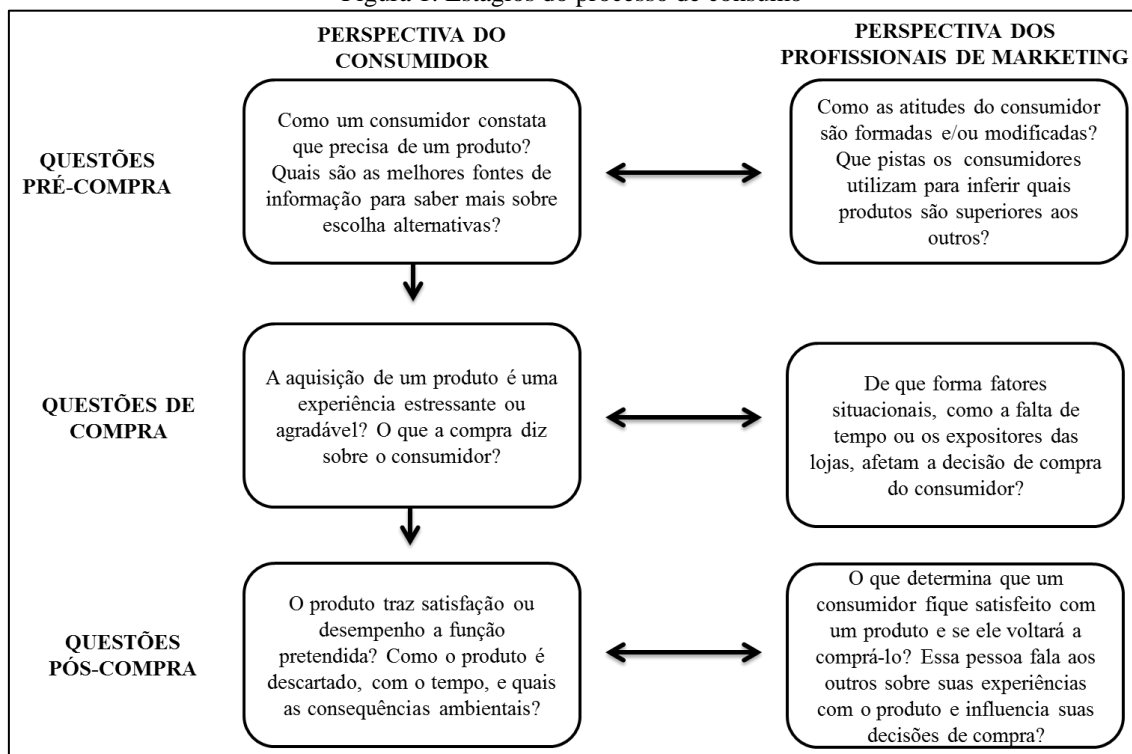 Figura 1: Estágios do processo de consumo
PERSPECTIVA DO
CONSUMIDOR
PERSPECTIVA DOS
PROFISSIONAIS DE MARKETING
QUESTÕES
PRÉ-COMPRA
Como um consumidor constata
que precisa de um produto?
Quais são as melhores fontes de
informação para saber mais sobre
escolha alternativas?
Como as atitudes do consumidor
são formadas e/ou modificadas?
Que pistas os consumidores
utilizam para inferir quais
produtos são superiores aos
outros?
QUESTÕES DE
COMPRA
A aquisição de um produto é uma
experiência estressante ou
agradável? O que a compra diz
sobre o consumidor?
De que forma fatores
situacionais, como a falta de
tempo ou os expositores das
lojas, afetam a decisão de compra
do consumidor?
QUESTÕES
PÓS-COMPRA
O produto traz satisfação ou
desempenho a função
pretendida? Como o produto é
descartado, com o tempo, e quais
as consequências ambientais?
O que determina que um
consumidor fique satisfeito com
um produto e se ele voltará a
comprá-lo? Essa pessoa fala aos
outros sobre suas experiências
com o produto e influencia suas
decisões de compra?